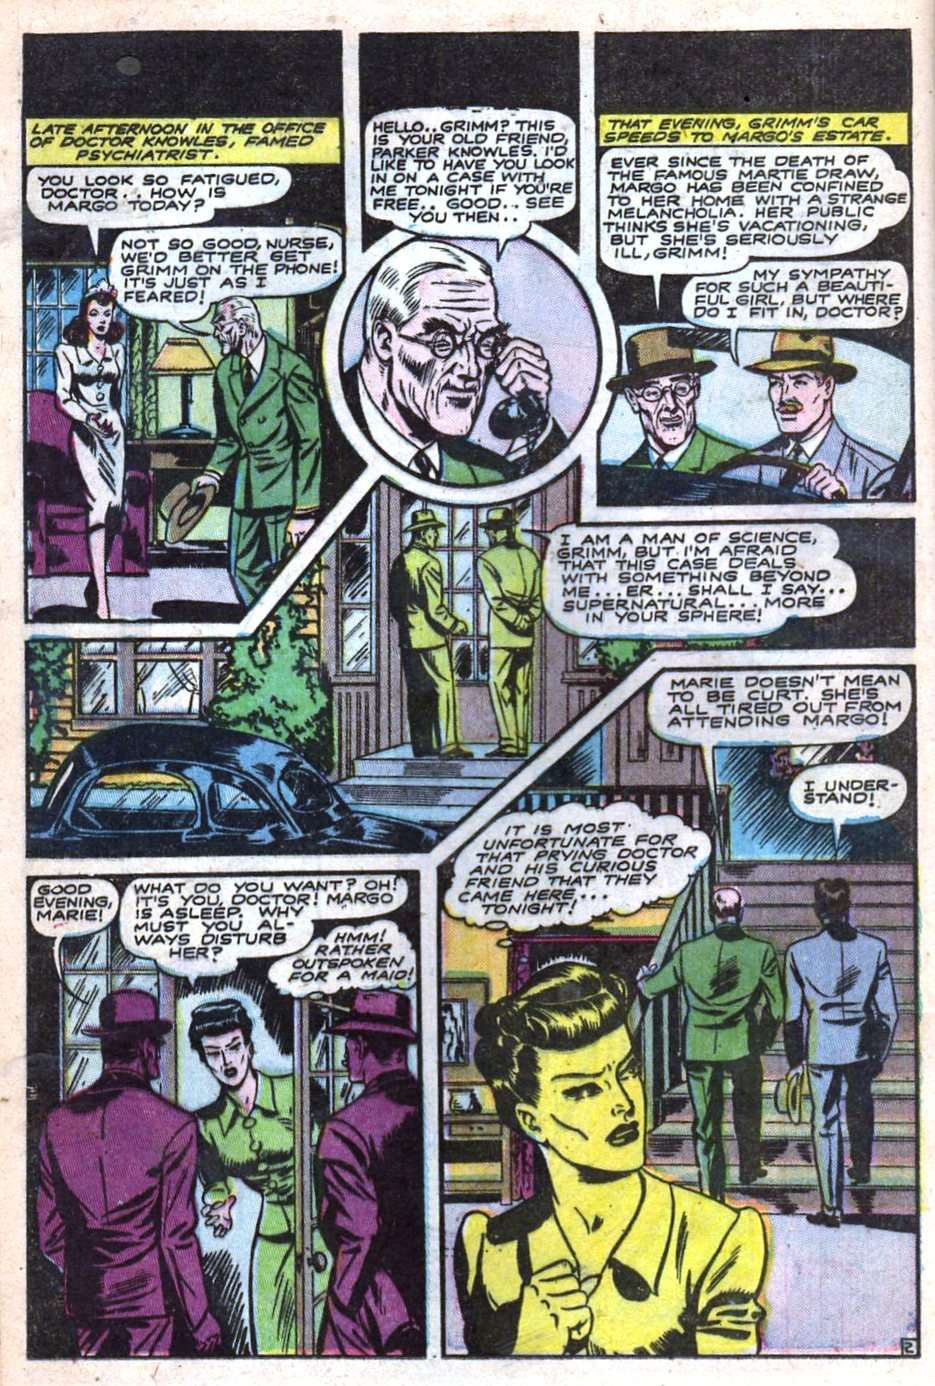 LATE AFTERNOON IN THE OFFICE
OF DOCTOR KNOWLES, FAMED
PSYCHIATRIST.
YOU LOOK SO FATIGUED,
DOCTOR.. HOW IS
MARGO TODAY?
NOT SO GOOD, NURSE,
WE'D BETTER GET
GRIMM ON THE PHONE!
IT'S JUST AS I
FEARED!
HELLO.. GRIMM? THIS
IS YOUR OLD FRIEND,
PARKER KNOWLES. I'D
LIKE TO HAVE YOU LOOK
IN ON A CASE WITH
ME TONIGHT IF YOU'RE
FREE.. GOOD.. SEE
YOU THEN..
THAT EVENING, GRIMM'S CAR
SPEEDS TO MARGO'S ESTATE.
EVER SINCE THE DEATH OF
THE FAMOUS MARTIE DRAW,
MARGO HAS BEEN CONFINED
TO HER HOME WITH A STRANGE
MELANCHOLIA. HER PUBLIC
THINKS SHE'S VACATIONING,
BUT SHE'S SERIOUSLY
ILL, GRIMM!
MY SYMPATHY
FOR SUCH A BEAUTI-
FUL GIRL, BUT WHERE
DO I FIT IN, DOCTOR?
I AM A MAN OF SCIENCE,
GRIMM, BUT I'M AFRAID
THAT THIS CASE DEALS
WITH SOMETHING BEYOND
ME....ER.... SHALL I SAY...
SUPERNATURAL.... MORE
IN YOUR SPHERE!
GOOD
EVENING,
MARIE!
WHAT DO YOU WANT? OH!
IT'S YOU, DOCTOR! MARGO
IS ASLEEP. WHY
MUST YOU AL-
WAYS DISTURB
HER?
HMM!
RATHER
OUTSPOKEN
FOR A MAID!
MARIE DOESN'T MEAN
TO BE CURT. SHE'S
ALL TIRED OUT FROM
ATTENDING MARGO!
I UNDER-
STAND!
IT IS MOST
UNFORTUNATE FOR
THAT PRYING DOCTOR
AND HIS CURIOUS
FRIEND THAT THEY
CAME HERE...
TONIGHT!
2